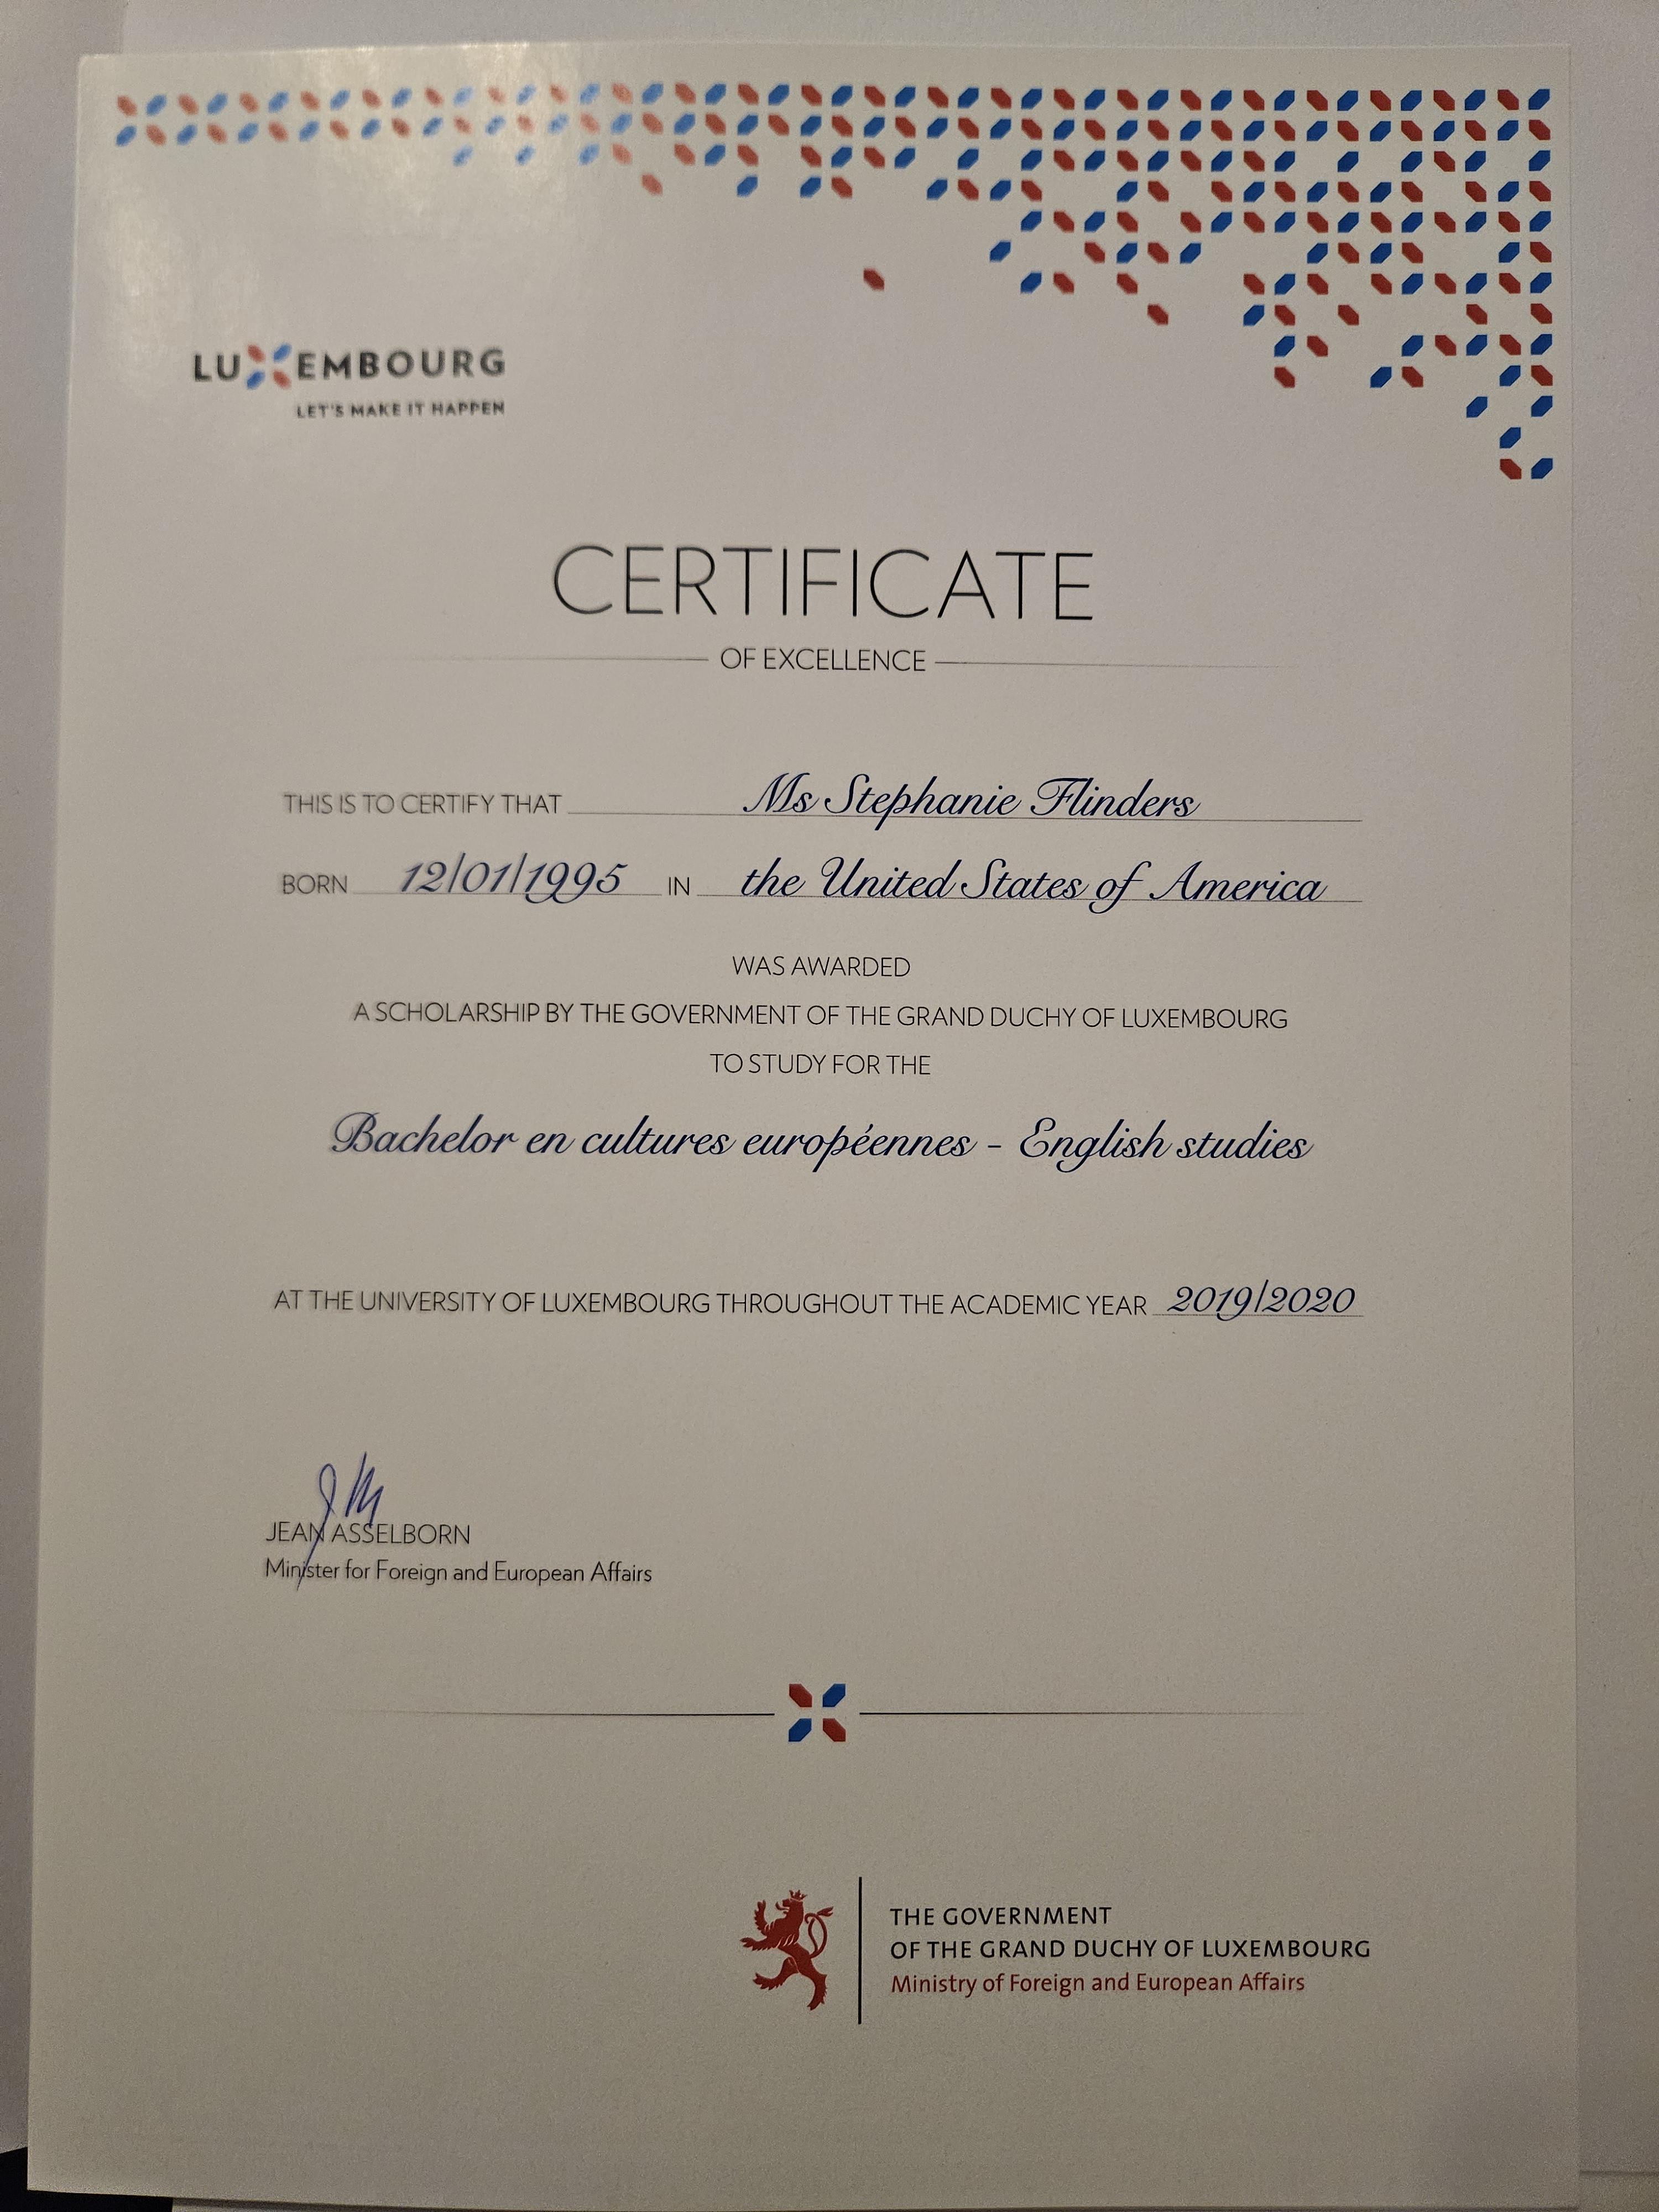 LUXEMBOURG
LET'S MAKE IT HAPPEN
CERTIFICATE
OF EXCELLENCE
THIS IS TO CERTIFY THAT Ms Stephanie Flinders
BORN 12/01/1995 IN the United States of America
WAS AWARDED
A SCHOLARSHIP BY THE GOVERNMENT OF THE GRAND DUCHY OF LUXEMBOURG
TO STUDY FOR THE
Bachelor en cultures européennes - English studies
AT THE UNIVERSITY OF LUXEMBOURG THROUGHOUT THE ACADEMIC YEAR 2019/2020
JEAN ASSELBORN
Minister for Foreign and European Affairs
THE GOVERNMENT
OF THE GRAND DUCHY OF LUXEMBOURG
Ministry of Foreign and European Affairs